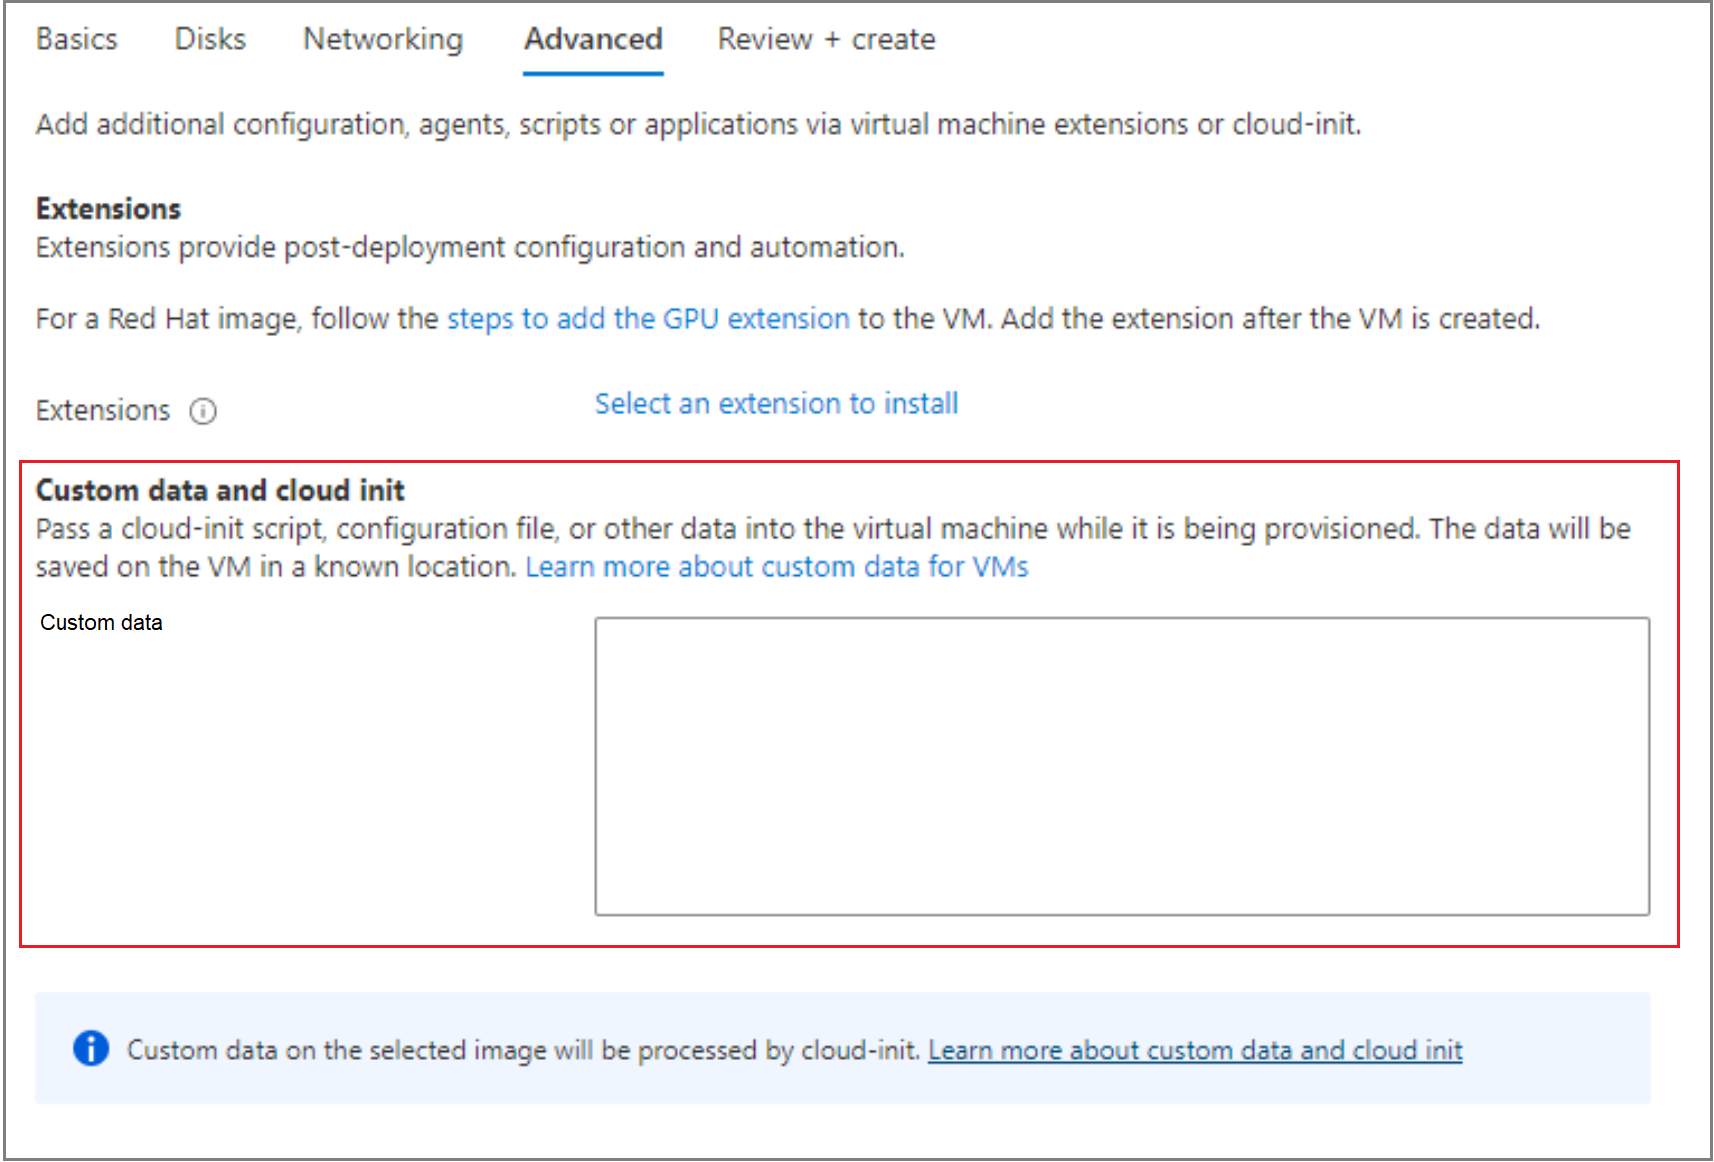 Basics Disks Networking Advanced Review + create
Add additional configuration, agents, scripts or applications via virtual machine extensions or cloud-init.
Extensions
Extensions provide post-deployment configuration and automation.
For a Red Hat image, follow the steps to add the GPU extension to the VM. Add the extension after the VM is created.
Extensions Select an extension to install
Custom data and cloud init
Pass a cloud-init script, configuration file, or other data into the virtual machine while it is being provisioned. The data will be
saved on the VM in a known location. Learn more about custom data for VMs
Custom data
Custom data on the selected image will be processed by cloud-init. Learn more about custom data and cloud init